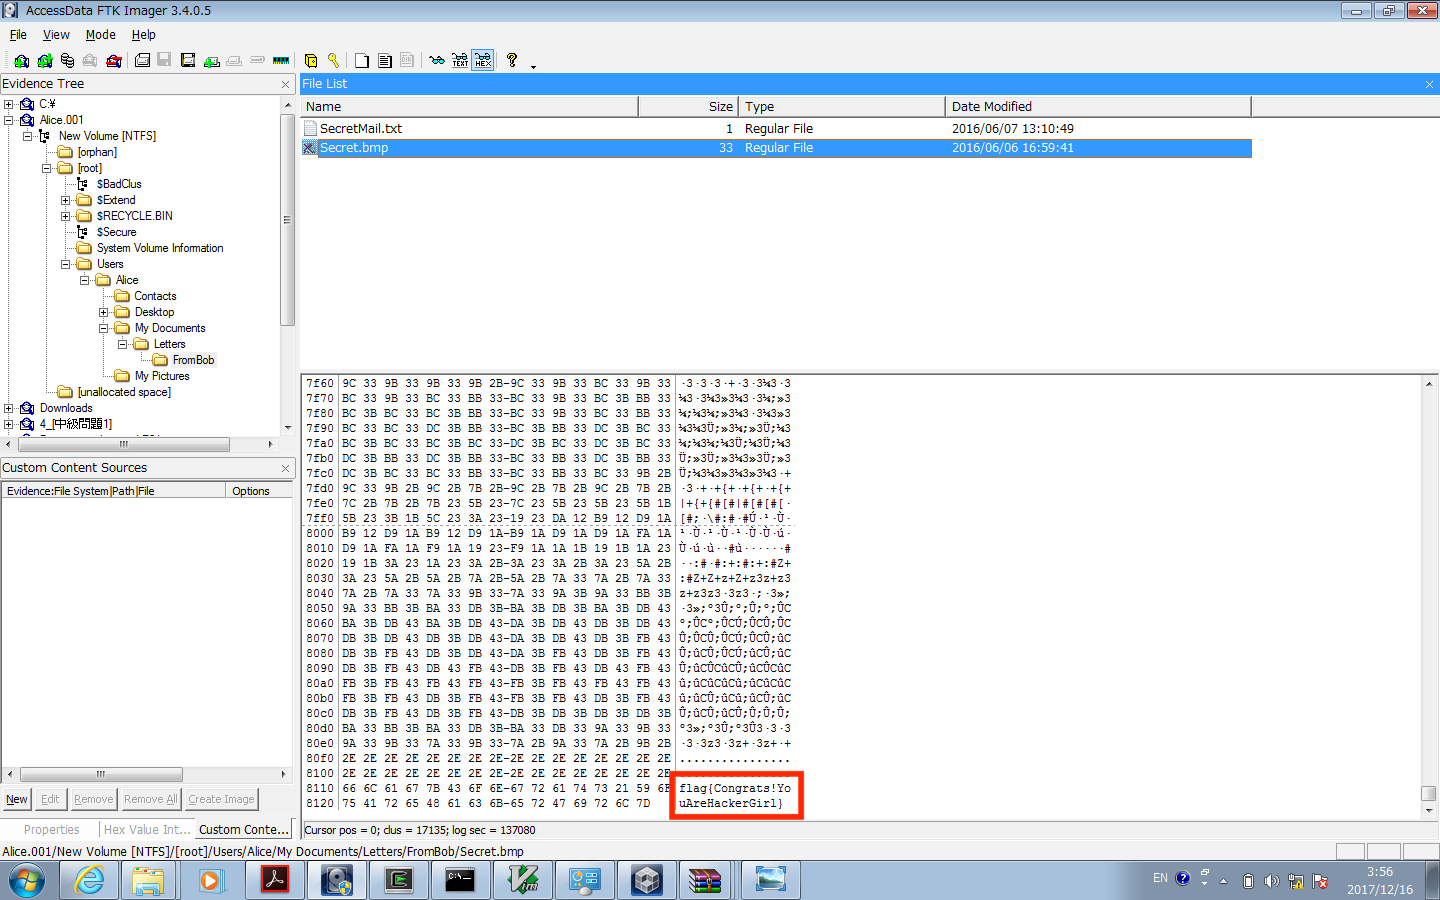 AccessData FTK Imager 3.4.0.5
File View Mode Help
Evidence Tree
C:¥
Alice.001
New Volume [NTFS]
[orphan]
[root]
$BadClus
$Extend
$RECYCLE.BIN
$Secure
System Volume Information
Users
Alice
Contacts
Desktop
My Documents
Letters
FromBob
My Pictures
[unallocated space]
Downloads
4_[中級問題1]
Custom Content Sources
Evidence:File System|Path|File Options
New Edit Remove Remove All Create Image
Properties Hex Value Int... Custom Conte...
File List
Name Size Type Date Modified
SecretMail.txt 1 Regular File 2016/06/07 13:10:49
Secret.bmp 33 Regular File 2016/06/06 16:59:41
7f60 9C 33 9B 33 9B 33 9B 2B-9C 33 9B 33 BC 33 9B 33
7f70 BC 33 9B 33 BC 3B BB 33-BC 33 9B 33 BC 3B BB 33
7f80 BC 3B BC 33 BC 3B BB 33-BC 33 9B 33 BC 3B BB 33
7f90 BC 33 BC 33 DC 3B BB 33-BC 3B BB 33 DC 3B BC 33
7fa0 BC 3B BC 3B BC 33 BC 33-DC 3B BC 33 DC 3B BC 33
7fb0 DC 3B BB 33 DC 3B BB 33-BC 33 BC 33 DC 3B BB 33
7fc0 DC 3B BC 33 BC 33 BB 33-BC 33 BB 33 BC 33 9B 2B
7fd0 9C 33 9B 2B 9C 2B 7B 2B-9C 2B 7B 2B 9C 2B 7B 2B
7fe0 7C 2B 7B 2B 7B 23 5B 23-7C 23 5B 23 5B 23 5B 1B
7ff0 5B 23 3B 1B 5C 23 3A 23-19 23 DA 12 B9 12 D9 1A
8000 B9 12 D9 1A B9 12 D9 1A-B9 1A D9 1A D9 1A FA 1A
8010 D9 1A FA 1A F9 1A 19 23-F9 1A 1A 1B 19 1B 1A 23
8020 19 1B 3A 23 1A 23 3A 2B-3A 23 3A 2B 3A 23 5A 2B
8030 3A 23 5A 2B 5A 2B 7A 2B-5A 2B 7A 33 7A 2B 7A 33
8040 7A 2B 7A 33 7A 33 9B 33-7A 33 9A 3B 9A 33 BB 3B
8050 9A 33 BB 3B BA 33 DB 3B-BA 3B DB 3B BA 3B DB 43
8060 BA 3B DB 43 BA 3B DB 43-DA 3B DB 43 DB 3B DB 43
8070 DB 3B DB 43 DB 3B DB 43-DA 3B DB 43 DB 3B FB 43
8080 DB 3B FB 43 DB 3B DB 43-DA 3B FB 43 DB 3B FB 43
8090 DB 3B FB 43 DB 43 FB 43-DB 3B FB 43 DB 43 FB 43
80a0 FB 3B FB 43 FB 43 FB 43-FB 3B FB 43 FB 43 FB 43
80b0 FB 3B FB 43 DB 3B FB 43-FB 3B FB 43 DB 3B FB 43
80c0 DB 3B FB 43 DB 3B FB 43-DB 3B DB 3B DB 3B DB 3B
80d0 BA 33 BB 3B BA 33 DB 3B-BA 33 DB 33 9A 33 9B 33
80e0 9A 33 9B 33 7A 33 9B 33-7A 2B 9A 33 7A 2B 9B 2B
80f0 2E 2E 2E 2E 2E 2E 2E 2E-2E 2E 2E 2E 2E 2E 2E 2E ................
8100 2E 2E 2E 2E 2E 2E 2E 2E-2E 2E 2E 2E 2E 2E 2E 2E
8110 66 6C 61 67 7B 43 6F 6E-67 72 61 74 73 21 59 6F flag{Congrats!Yo
8120 75 41 72 65 48 61 63 6B-65 72 47 69 72 6C 7D uAreHackerGirl}
Cursor pos = 0; clus = 17135; log sec = 137080
Alice.001/New Volume [NTFS]/[root]/Users/Alice/My Documents/Letters/FromBob/Secret.bmp
EN 3:56
2017/12/16